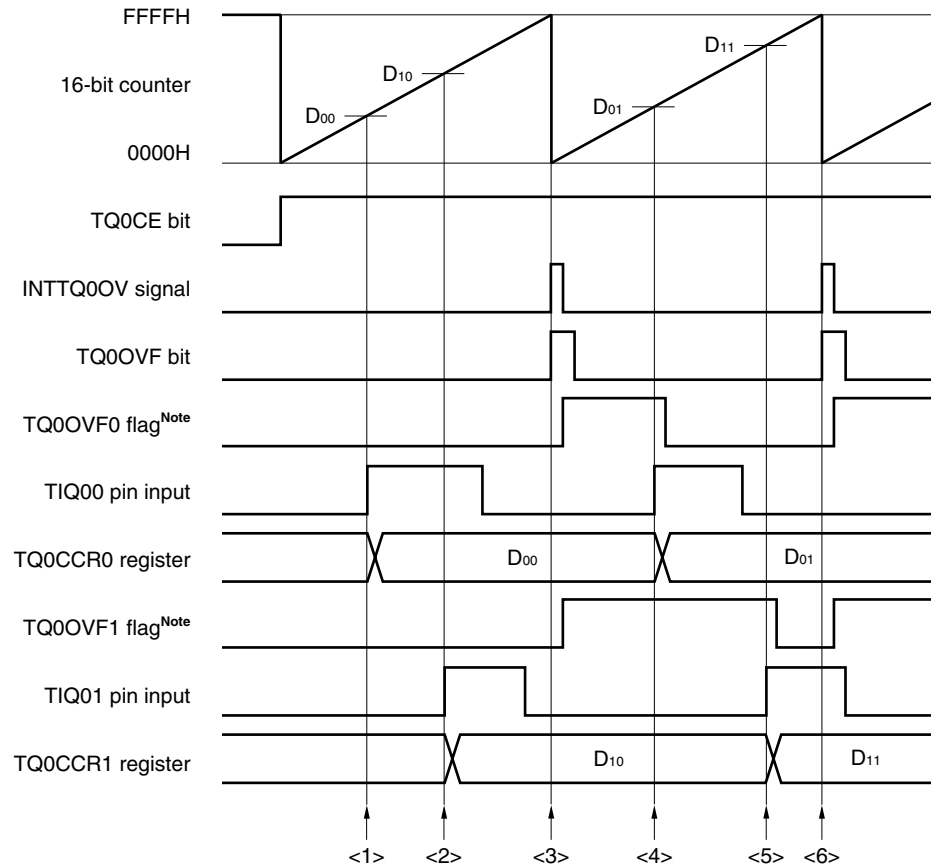 FFFFH
D11
D10
16-bit counter
D01
D00
0000H
TQ0CE bit
INTTQ0OV signal
TQ0OVF bit
TQ0OVF0 flagNote
TIQ00 pin input
TQ0CCR0 register D00 D01
TQ0OVF1 flagNote
TIQ01 pin input
TQ0CCR1 register D10 D11
<1> <2> <3> <4> <5> <6>